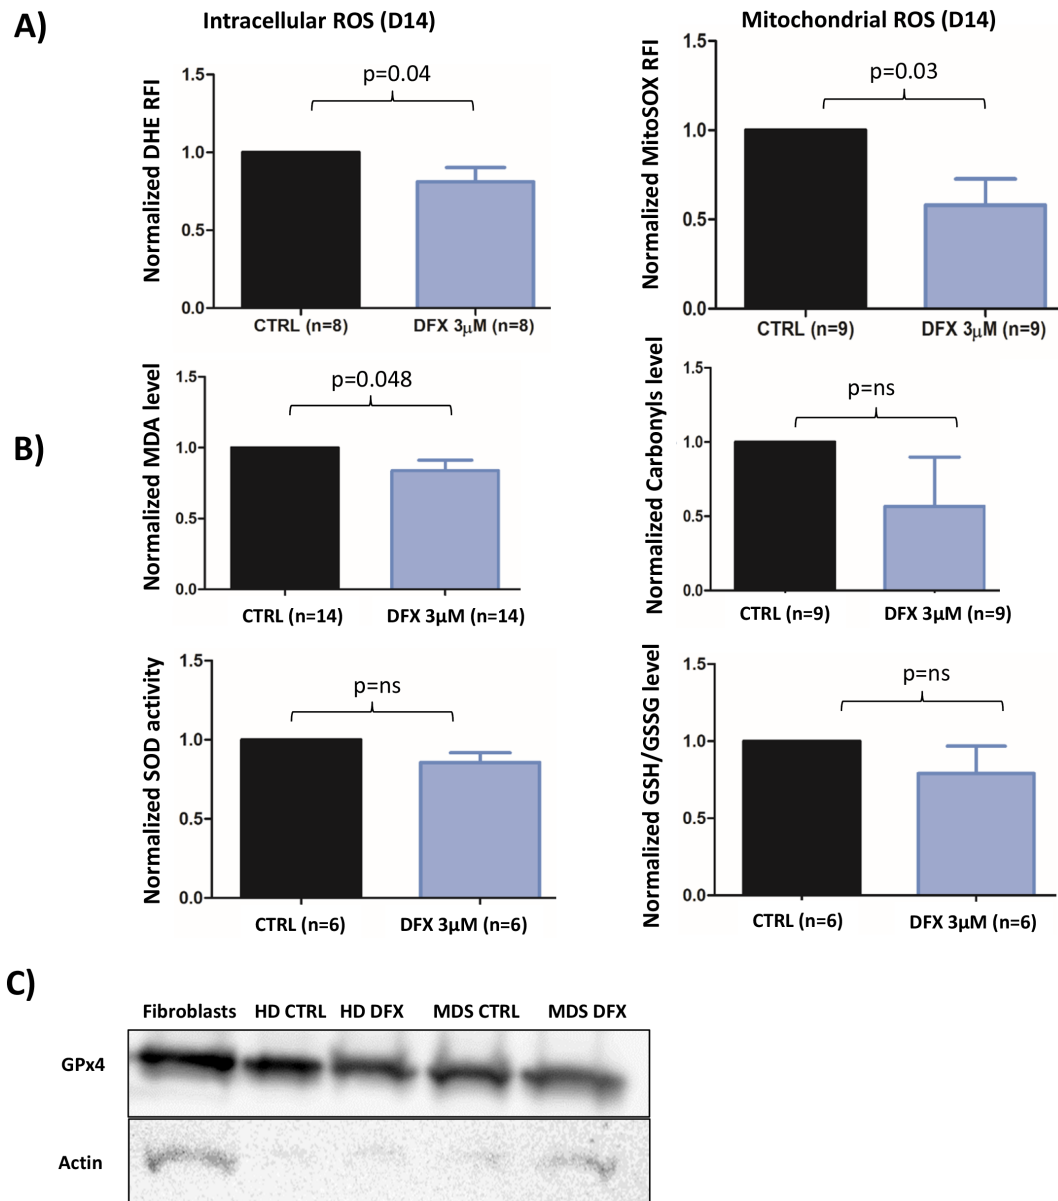 A)
Intracellular ROS (D14)
Normalized DHE RFI
1.5
1.0
0.5
0.0
p=0.04
CTRL (n=8) DFX 3μM (n=8)
Mitochondrial ROS (D14)
Normalized MitoSOX RFI
1.5
1.0
0.5
0.0
p=0.03
CTRL (n=9) DFX 3μM (n=9)
B)
Normalized MDA level
1.5
1.0
0.5
0.0
p=0.048
CTRL (n=14) DFX 3μM (n=14)
Normalized Carbonyls level
1.5
1.0
0.5
0.0
p=ns
CTRL (n=9) DFX 3μM (n=9)
Normalized SOD activity
1.5
1.0
0.5
0.0
p=ns
CTRL (n=6) DFX 3μM (n=6)
Normalized GSH/GSSG level
1.5
1.0
0.5
0.0
p=ns
CTRL (n=6) DFX 3μM (n=6)
C)
Fibroblasts HD CTRL HD DFX MDS CTRL MDS DFX
GPx4
Actin